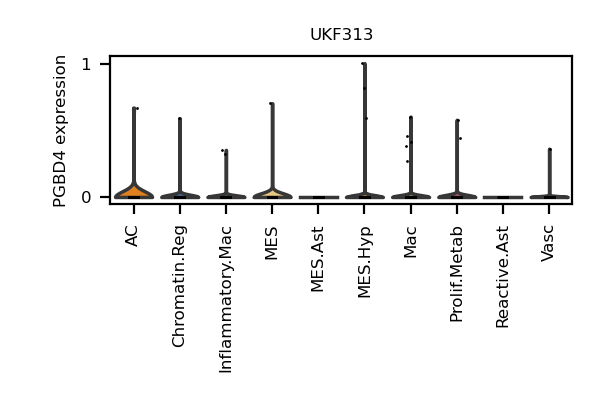 UKF313
PGBD4 expression
1
0
AC
Chromatin.Reg
Inflammatory.Mac
MES
MES.Ast
MES.Hyp
Mac
Prolif.Metab
Reactive.Ast
Vasc